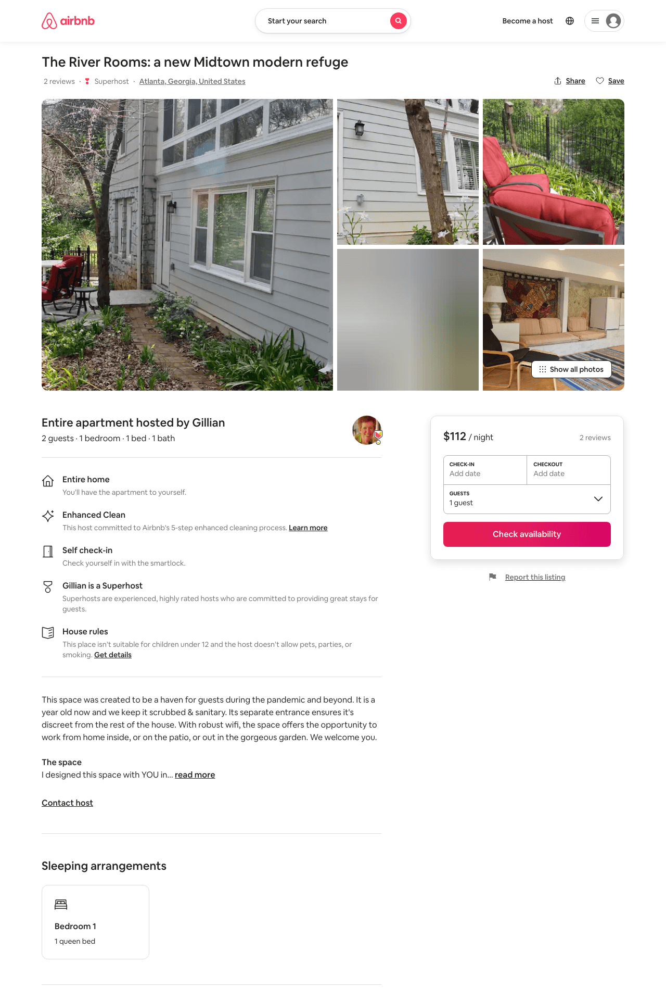 airbnb
Start your search
Become a host
The River Rooms: a new Midtown modern refuge
2 reviews · Superhost · Atlanta, Georgia, United States
Share
Save
Show all photos
Entire apartment hosted by Gillian
2 guests · 1 bedroom · 1 bed · 1 bath
Entire home
You’ll have the apartment to yourself.
Enhanced Clean
This host committed to Airbnb's 5-step enhanced cleaning process. Learn more
Self check-in
Check yourself in with the smartlock.
Gillian is a Superhost
Superhosts are experienced, highly rated hosts who are committed to providing great stays for
guests.
House rules
This place isn’t suitable for children under 12 and the host doesn’t allow pets, parties, or
smoking. Get details
This space was created to be a haven for guests during the pandemic and beyond. It is a
year old now and we keep it scrubbed & sanitary. Its separate entrance ensures it's
discreet from the rest of the house. With robust wifi, the space offers the opportunity to
work from home inside, or on the patio, or out in the gorgeous garden. We welcome you.
The space
I designed this space with YOU in... read more
Contact host
Sleeping arrangements
Bedroom 1
1 queen bed
$112 / night
2 reviews
CHECK-IN
Add date
CHECKOUT
Add date
GUESTS
1 guest
Check availability
Report this listing